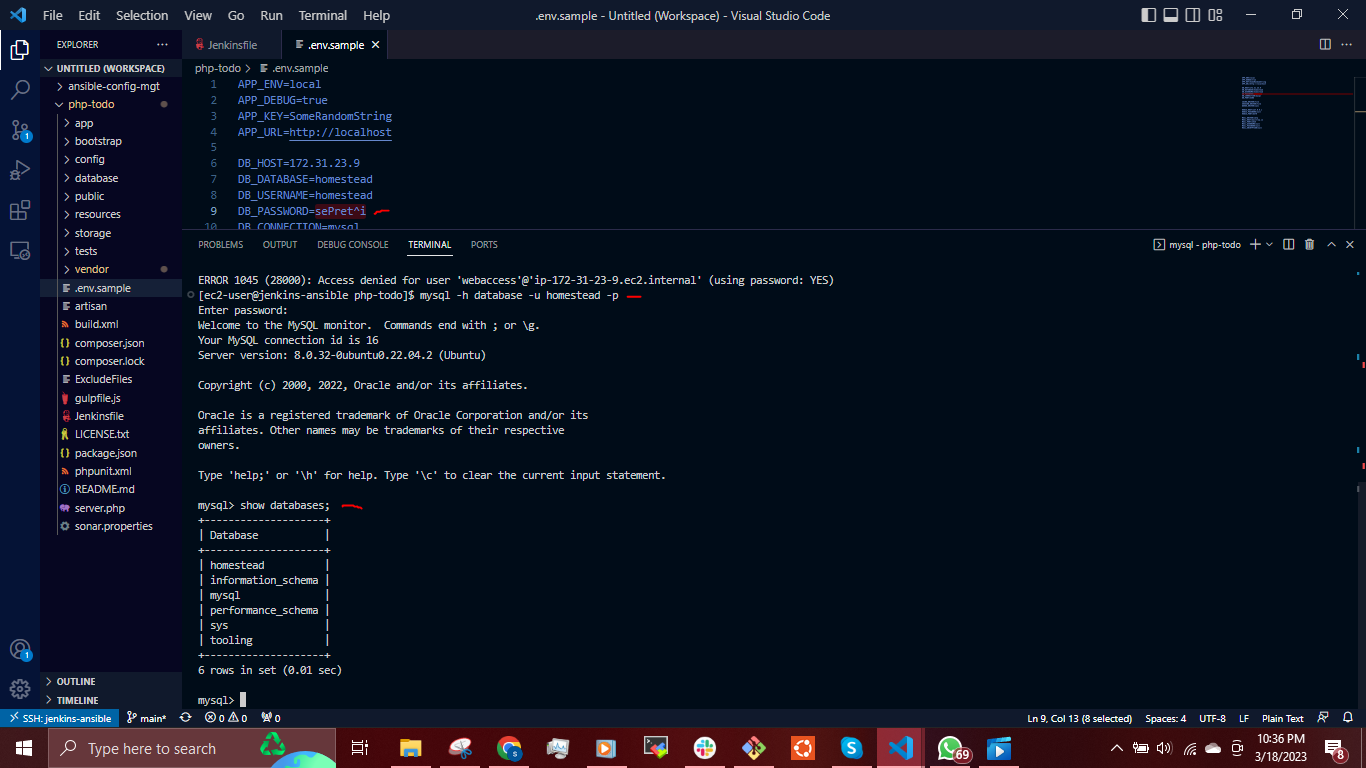 File Edit Selection View Go Run Terminal Help .env.sample - Untitled (Workspace) - Visual Studio Code
EXPLORER
UNTITLED (WORKSPACE)
ansible-config-mgt
php-todo
app
bootstrap
config
database
public
resources
storage
tests
vendor
.env.sample
artisan
build.xml
composer.json
composer.lock
ExcludeFiles
gulpfile.js
Jenkinsfile
LICENSE.txt
package.json
phpunit.xml
README.md
server.php
sonar.properties
OUTLINE
TIMELINE
1
1
Jenkinsfile .env.sample
php-todo > .env.sample
1 APP_ENV=local
2 APP_DEBUG=true
3 APP_KEY=SomeRandomString
4 APP_URL=http://localhost
5
6 DB_HOST=172.31.23.9
7 DB_DATABASE=homestead
8 DB_USERNAME=homestead
9 DB_PASSWORD=sePret^i
10 DB_CONNECTION=mysql
PROBLEMS OUTPUT DEBUG CONSOLE TERMINAL PORTS mysql - php-todo
ERROR 1045 (28000): Access denied for user 'webaccess'@'ip-172-31-23-9.ec2.internal' (using password: YES)
[ec2-user@jenkins-ansible php-todo]$ mysql -h database -u homestead -p
Enter password:
Welcome to the MySQL monitor.  Commands end with ; or \g.
Your MySQL connection id is 16
Server version: 8.0.32-0ubuntu0.22.04.2 (Ubuntu)
Copyright (c) 2000, 2022, Oracle and/or its affiliates.
Oracle is a registered trademark of Oracle Corporation and/or its
affiliates. Other names may be trademarks of their respective
owners.
Type 'help;' or '\h' for help. Type '\c' to clear the current input statement.
mysql> show databases;
+--------------------+
| Database           |
+--------------------+
| homestead          |
| information_schema |
| mysql              |
| performance_schema |
| sys                |
| tooling            |
+--------------------+
6 rows in set (0.01 sec)
mysql>
SSH: jenkins-ansible main* 0 0 0 Ln 9, Col 13 (8 selected) Spaces: 4 UTF-8 LF Plain Text
Type here to search 69 10:36 PM
3/18/2023 8